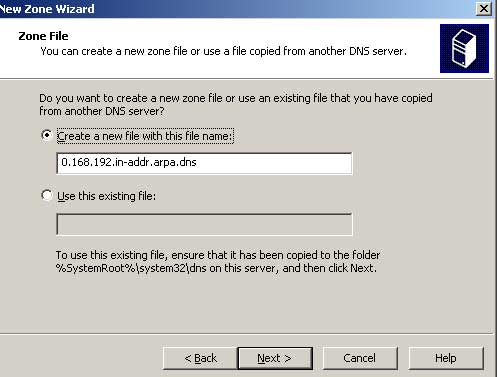 New Zone Wizard
Zone File
You can create a new zone file or use a file copied from another DNS server.
Do you want to create a new zone file or use an existing file that you have copied
from another DNS server?
Create a new file with this file name:
0.168.192.in-addr.arpa.dns
Use this existing file:
To use this existing file, ensure that it has been copied to the folder
%SystemRoot%\system32\dns on this server, and then click Next.
< Back
Next >
Cancel
Help